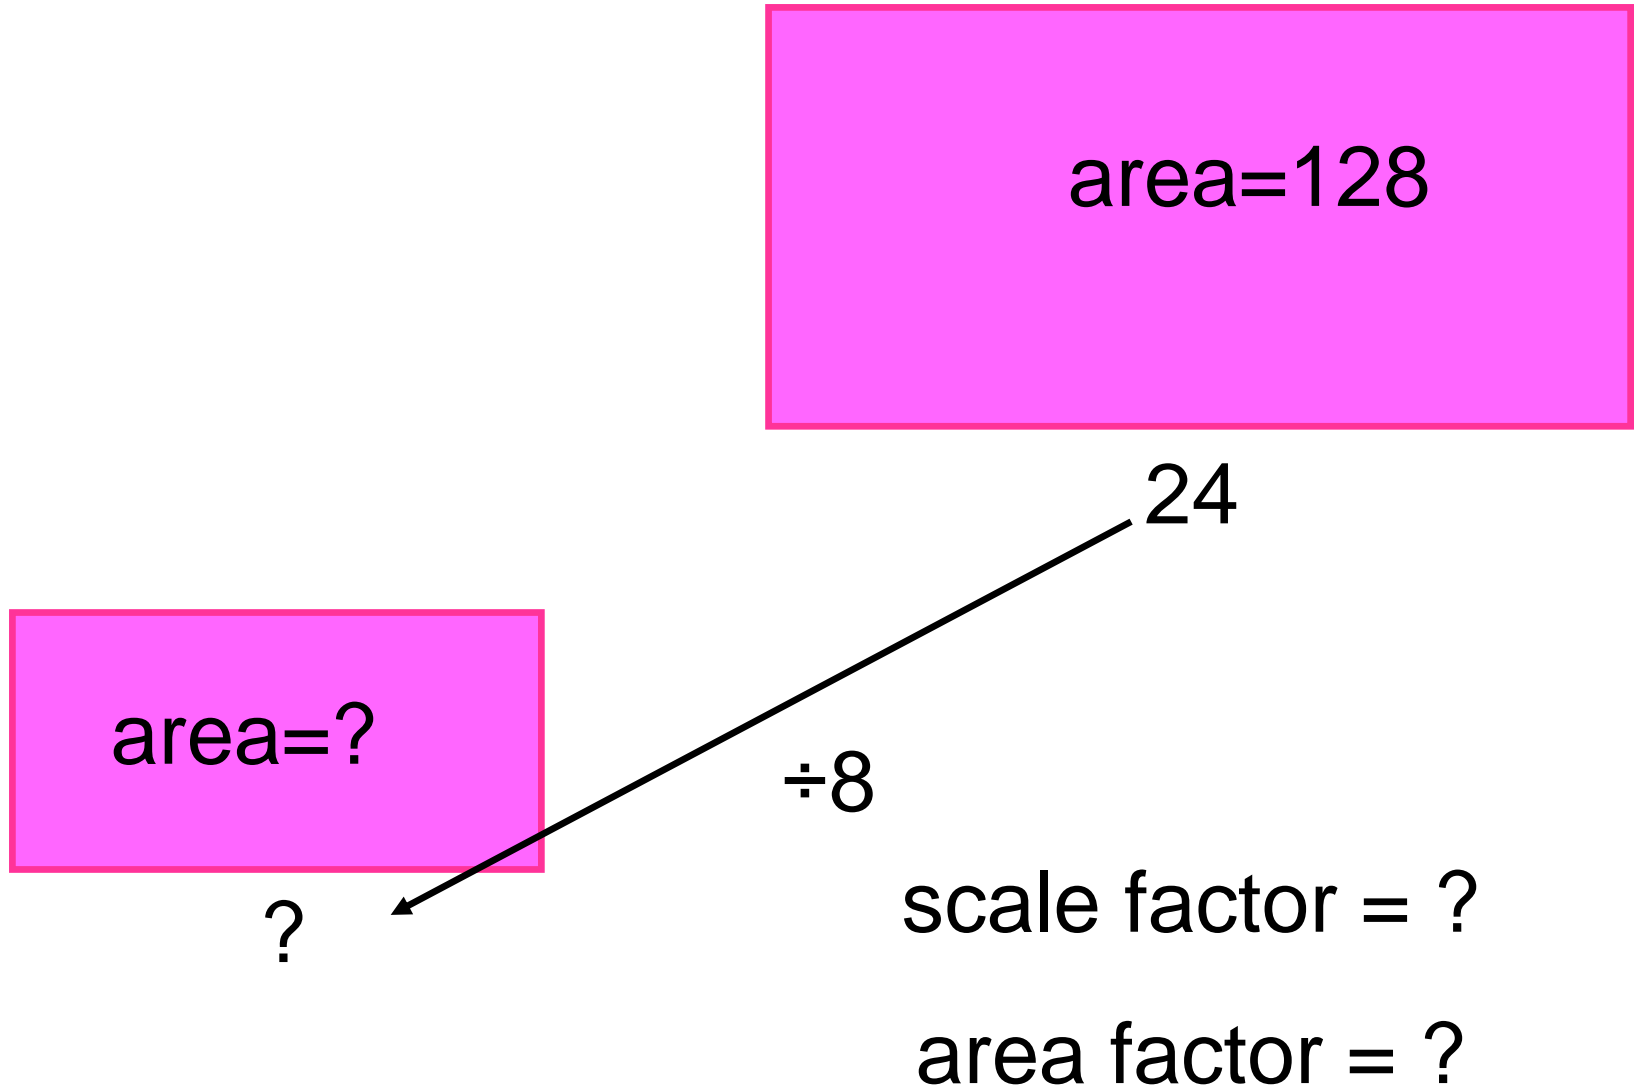 area=128
24
area=?
÷8
?
scale factor = ?
area factor = ?